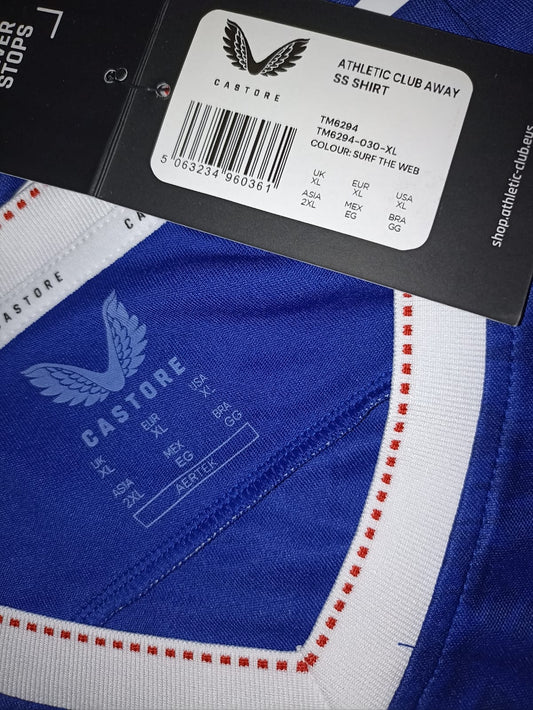 EVER
STOPS
CASTORE
5 063234 960361
ATHLETIC CLUB AWAY
SS SHIRT
TM6294
TM6294-030-XL
COLOUR: SURF THE WEB
UK EUR USA
XL XL XL
ASIA MEX BRA
2XL EG GG
shop.athletic-club.eus
CASTORE
CASTORE
CASTORE
UK EUR USA
XL XL XL
ASIA MEX BRA
2XL EG GG
AERTEK